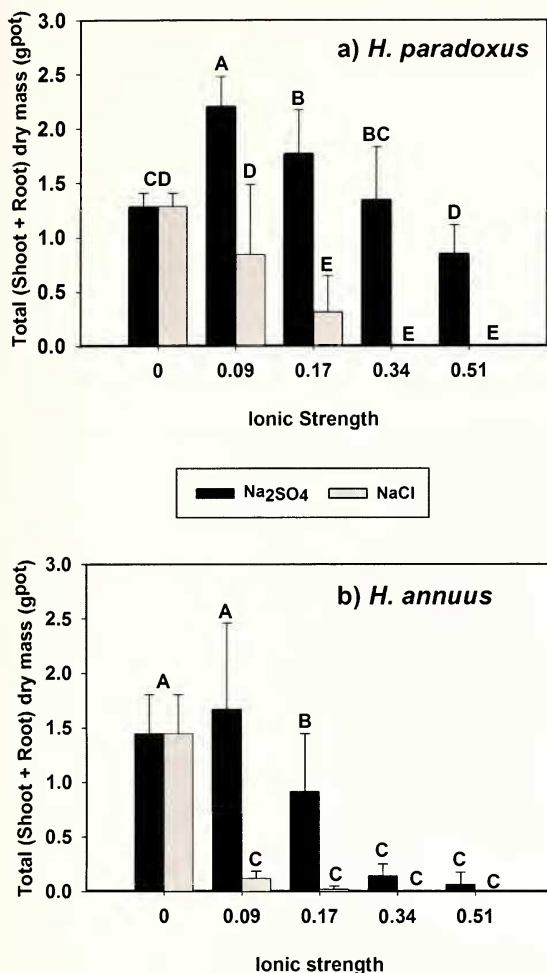 a) H. paradoxus
Total (Shoot + Root) dry mass (gpot)
3.0
2.5
2.0
1.5
1.0
0.5
0.0
CD
A
D
B
E
BC
E
D
E
0
0.09
0.17
0.34
0.51
Ionic Strength
Na2SO4
NaCl
b) H. annuus
Total (Shoot + Root) dry mass (gpot)
3.0
2.5
2.0
1.5
1.0
0.5
0.0
A
A
C
B
C
C
C
C
C
0
0.09
0.17
0.34
0.51
Ionic strength